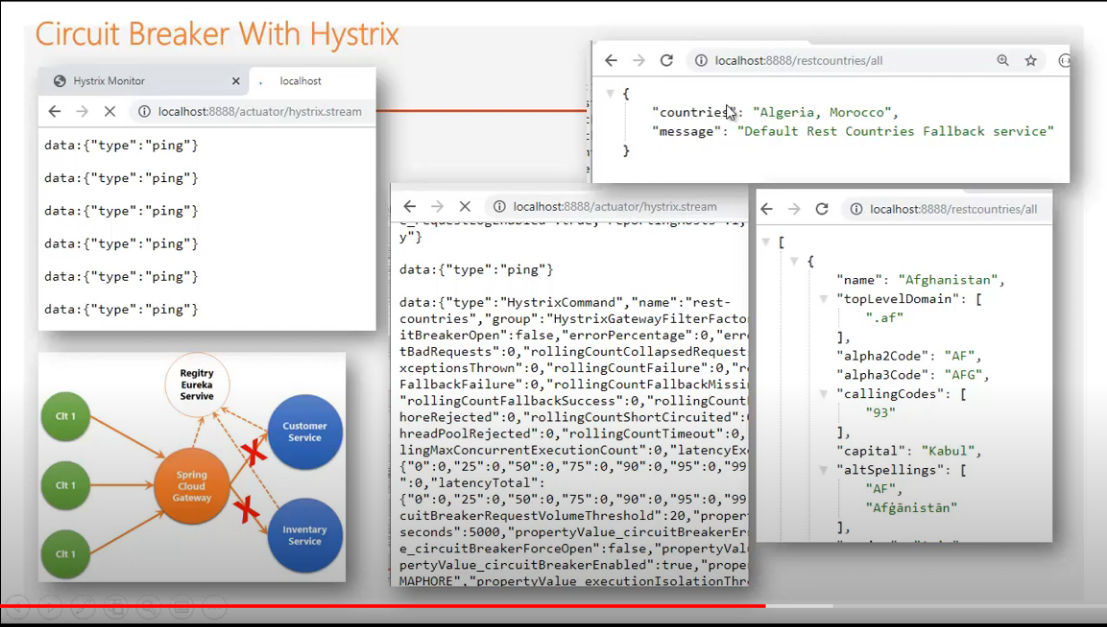 Circuit Breaker With Hystrix
Hystrix Monitor
localhost
localhost:8888/actuator/hystrix.stream
data:{"type":"ping"}
data:{"type":"ping"}
data:{"type":"ping"}
data:{"type":"ping"}
data:{"type":"ping"}
data:{"type":"ping"}
localhost:8888/restcountries/all
{
"countries": "Algeria, Morocco",
"message": "Default Rest Countries Fallback service"
}
localhost:8888/actuator/hystrix.stream
y"}
data:{"type":"ping"}
data:{"type":"HystrixCommand","name":"rest-
countries","group":"HystrixGatewayFilterFacto
itBreakerOpen":false,"errorPercentage":0,"erro
tBadRequests":0,"rollingCountCollapsedRequest
xceptionsThrown":0,"rollingCountFailure":0,"ro
FallbackFailure":0,"rollingCountFallbackMissin
"rollingCountFallbackSuccess":0,"rollingCount
horeRejected":0,"rollingCountShortCircuited":0
hreadPoolRejected":0,"rollingCountTimeout":0,
llingMaxConcurrentExecutionCount":0,"latencyExe
{"0":0,"25":0,"50":0,"75":0,"90":0,"95":0,"99
":0,"latencyTotal":
{"0":0,"25":0,"50":0,"75":0,"90":0,"95":0,"99
cuitBreakerRequestVolumeThreshold":20,"proper
seconds":5000,"propertyValue_circuitBreakerEr
e_circuitBreakerForceOpen":false,"propertyVal
pertyValue_circuitBreakerEnabled":true,"prope
MAPHORE","propertyValue_executionIsolationThr
localhost:8888/restcountries/all
[
{
"name": "Afghanistan",
"topLevelDomain": [
".af"
],
"alpha2Code": "AF",
"alpha3Code": "AFG",
"callingCodes": [
"93"
],
"capital": "Kabul",
"altSpellings": [
"AF",
"Afġānistān"
],
Regitry
Eureka
Servive
Clt 1
Clt 1
Clt 1
Spring
Cloud
Gateway
Customer
Service
Inventory
Service